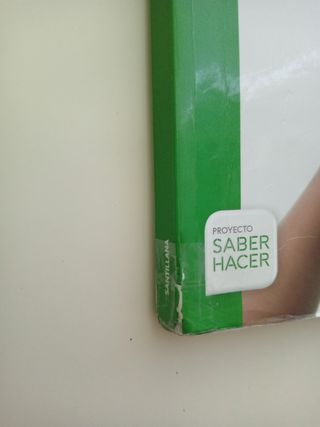 PROYECTO
SABER
HACER
SANTILLANA